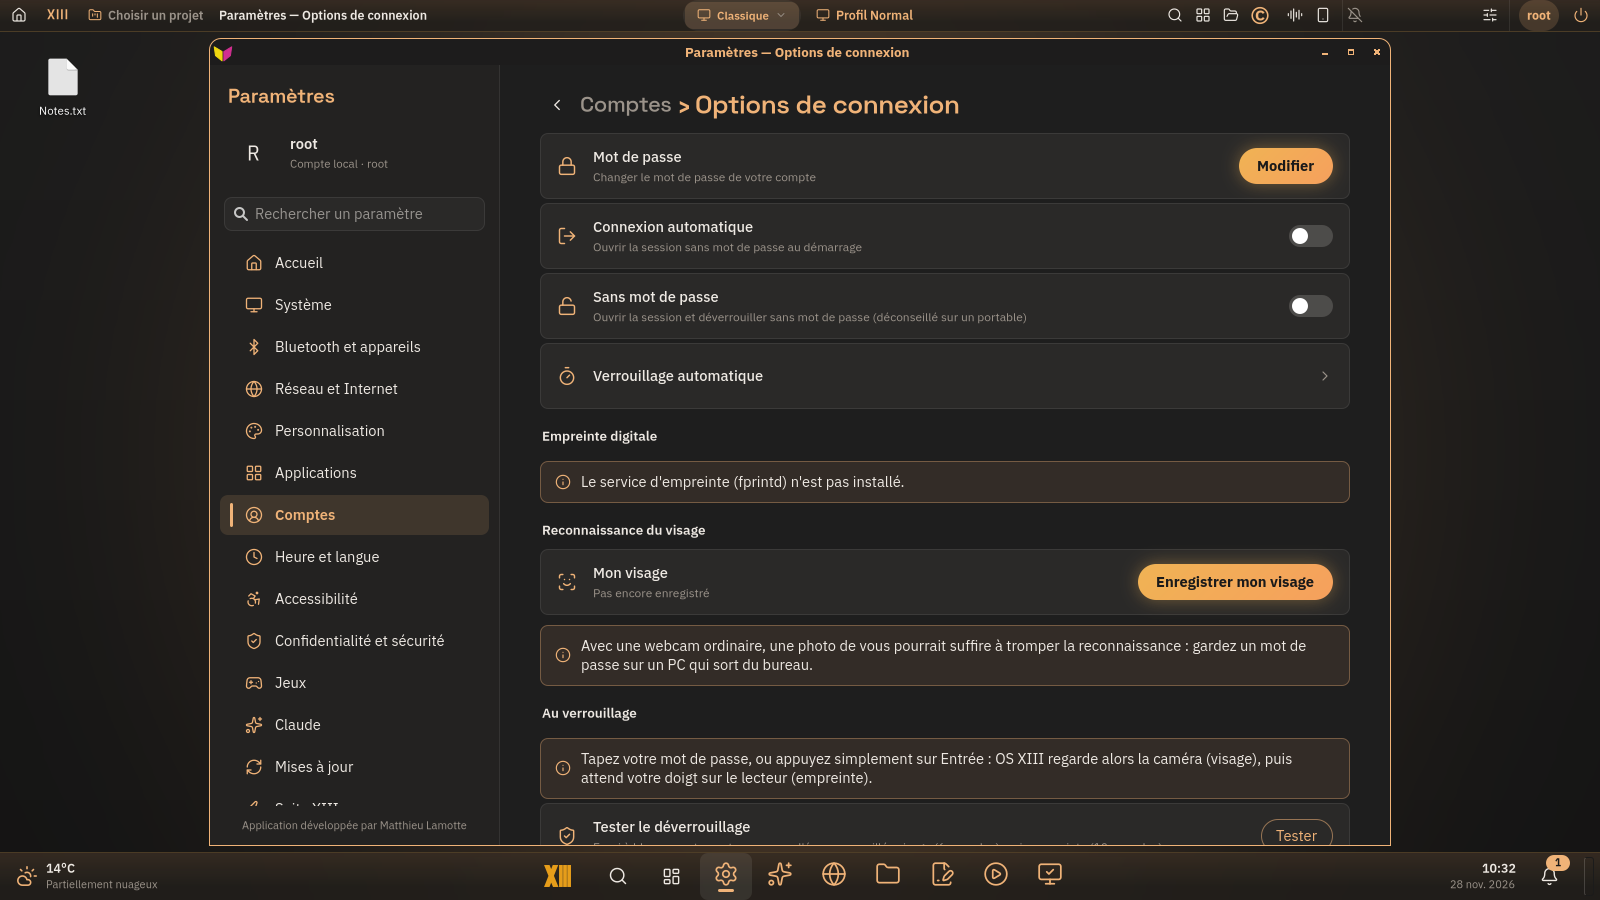 XIII
Choisir un projet
Paramètres — Options de connexion
Classique
Profil Normal
root
Notes.txt
Paramètres — Options de connexion
Paramètres
R
root
Compte local · root
Rechercher un paramètre
Accueil
Système
Bluetooth et appareils
Réseau et Internet
Personnalisation
Applications
Comptes
Heure et langue
Accessibilité
Confidentialité et sécurité
Jeux
Claude
Mises à jour
Application développée par Matthieu Lamotte
Comptes > Options de connexion
Mot de passe
Changer le mot de passe de votre compte
Modifier
Connexion automatique
Ouvrir la session sans mot de passe au démarrage
Sans mot de passe
Ouvrir la session et déverrouiller sans mot de passe (déconseillé sur un portable)
Verrouillage automatique
Empreinte digitale
Le service d'empreinte (fprintd) n'est pas installé.
Reconnaissance du visage
Mon visage
Pas encore enregistré
Enregistrer mon visage
Avec une webcam ordinaire, une photo de vous pourrait suffire à tromper la reconnaissance : gardez un mot de
passe sur un PC qui sort du bureau.
Au verrouillage
Tapez votre mot de passe, ou appuyez simplement sur Entrée : OS XIII regarde alors la caméra (visage), puis
attend votre doigt sur le lecteur (empreinte).
Tester le déverrouillage
Tester
14°C
Partiellement nuageux
XIII
10:32
28 nov. 2026
1